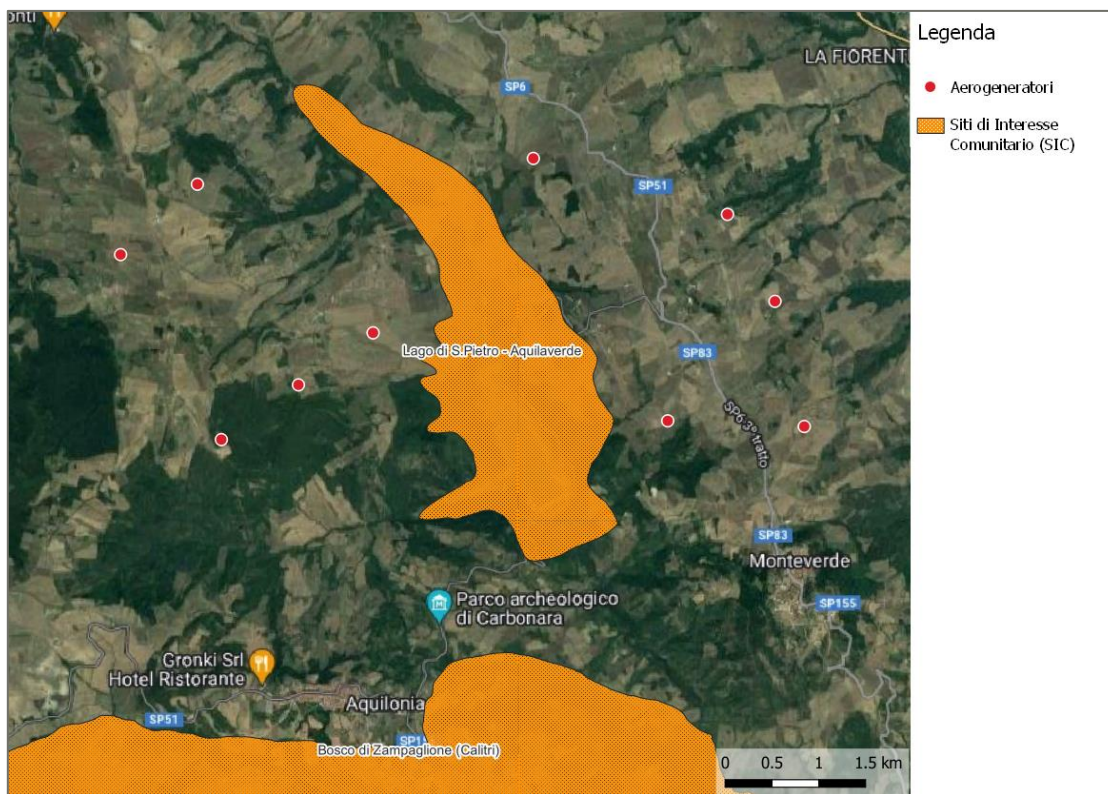 onti
SP6
LA FIORENT
SP51
Lago di S.Pietro - Aquilaverde
SP83
SP6 3° tratto
SP83
Monteverde
Parco archeologico
di Carbonara
SP155
Gronki Srl
Hotel Ristorante
Aquilonia
SP51
SP15
Bosco di Zampaglione (Calitri)
0 0.5 1 1.5 km
Legenda
Aerogeneratori
Siti di Interesse
Comunitario (SIC)